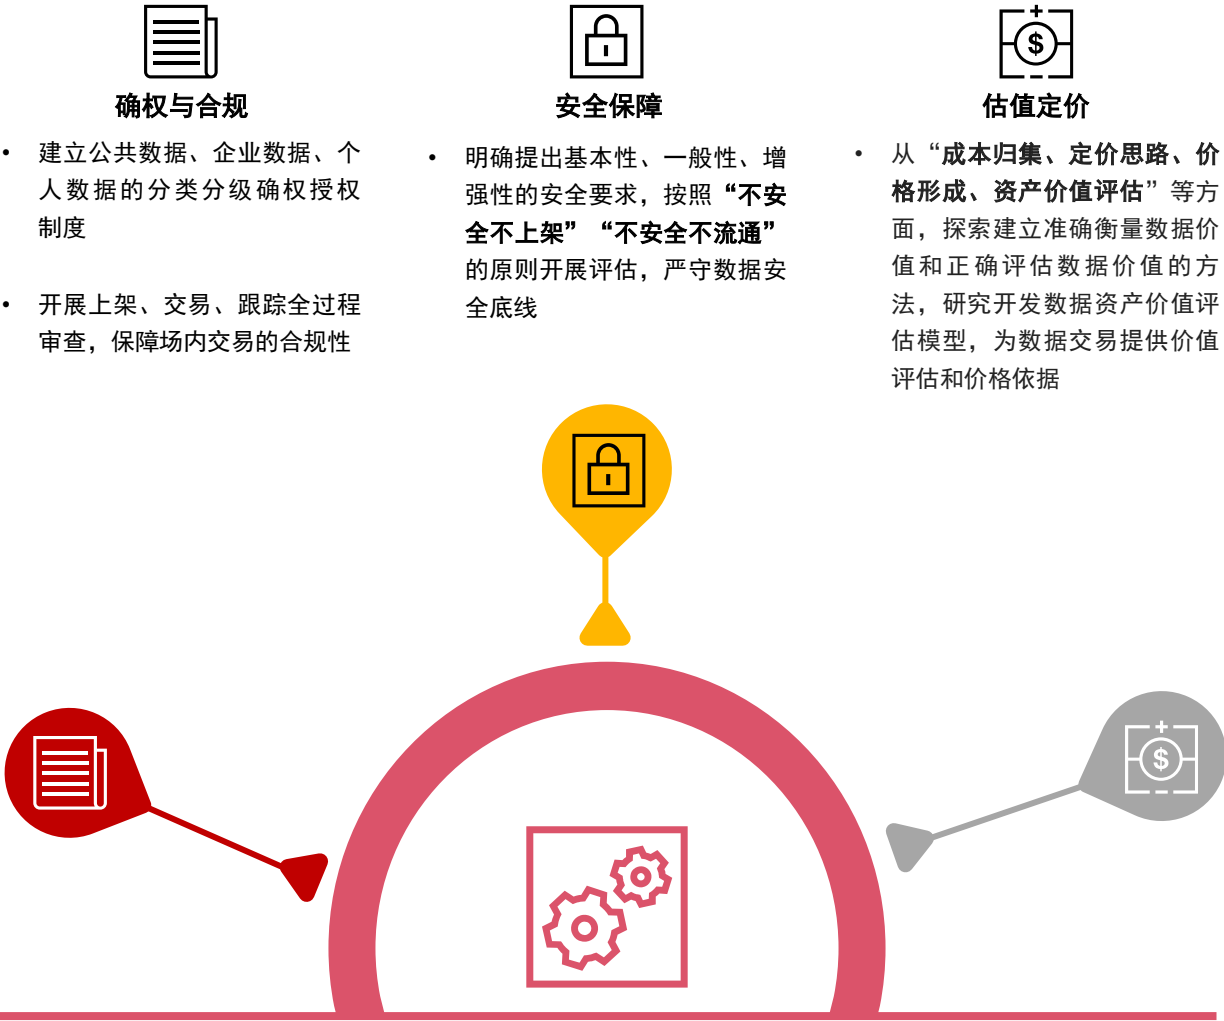 确权与合规
• 建立公共数据、企业数据、个
人数据的分类分级确权授权
制度
• 开展上架、交易、跟踪全过程
审查，保障场内交易的合规性
安全保障
• 明确提出基本性、一般性、增
强性的安全要求，按照“不安
全不上架”“不安全不流通”
的原则开展评估，严守数据安
全底线
$
估值定价
• 从“成本归集、定价思路、价
格形成、资产价值评估”等方
面，探索建立准确衡量数据价
值和正确评估数据价值的方
法，研究开发数据资产价值评
估模型，为数据交易提供价值
评估和价格依据
$